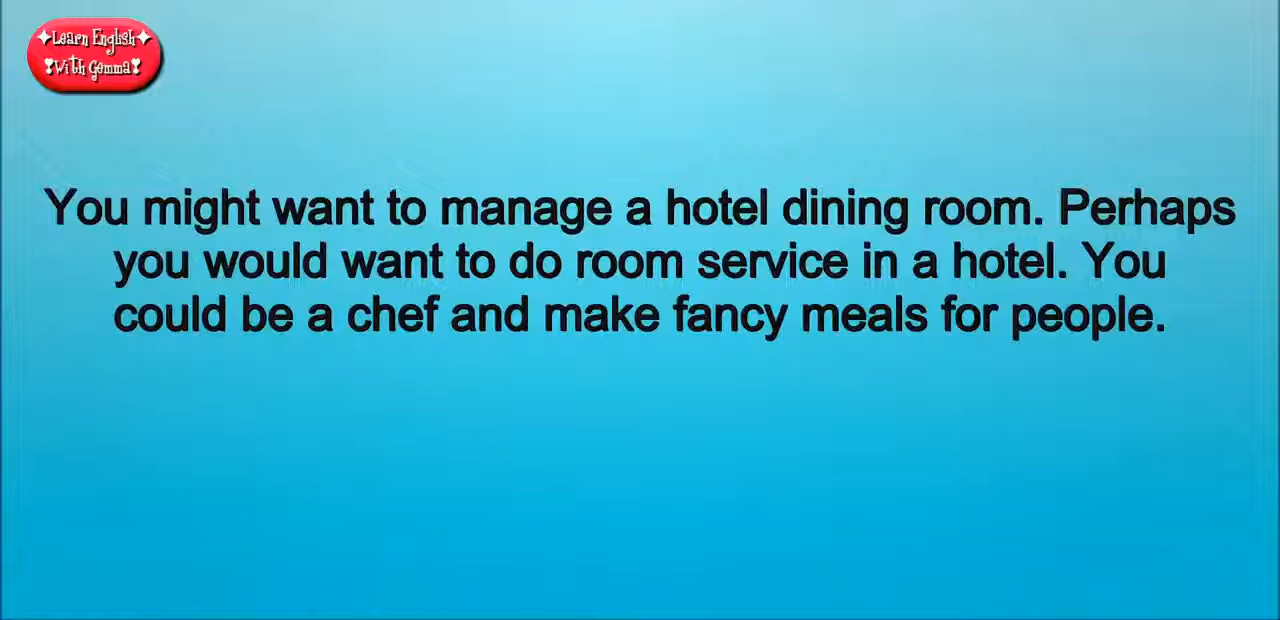 Learn English
With Gemma
You might want to manage a hotel dining room. Perhaps
you would want to do room service in a hotel. You
could be a chef and make fancy meals for people.